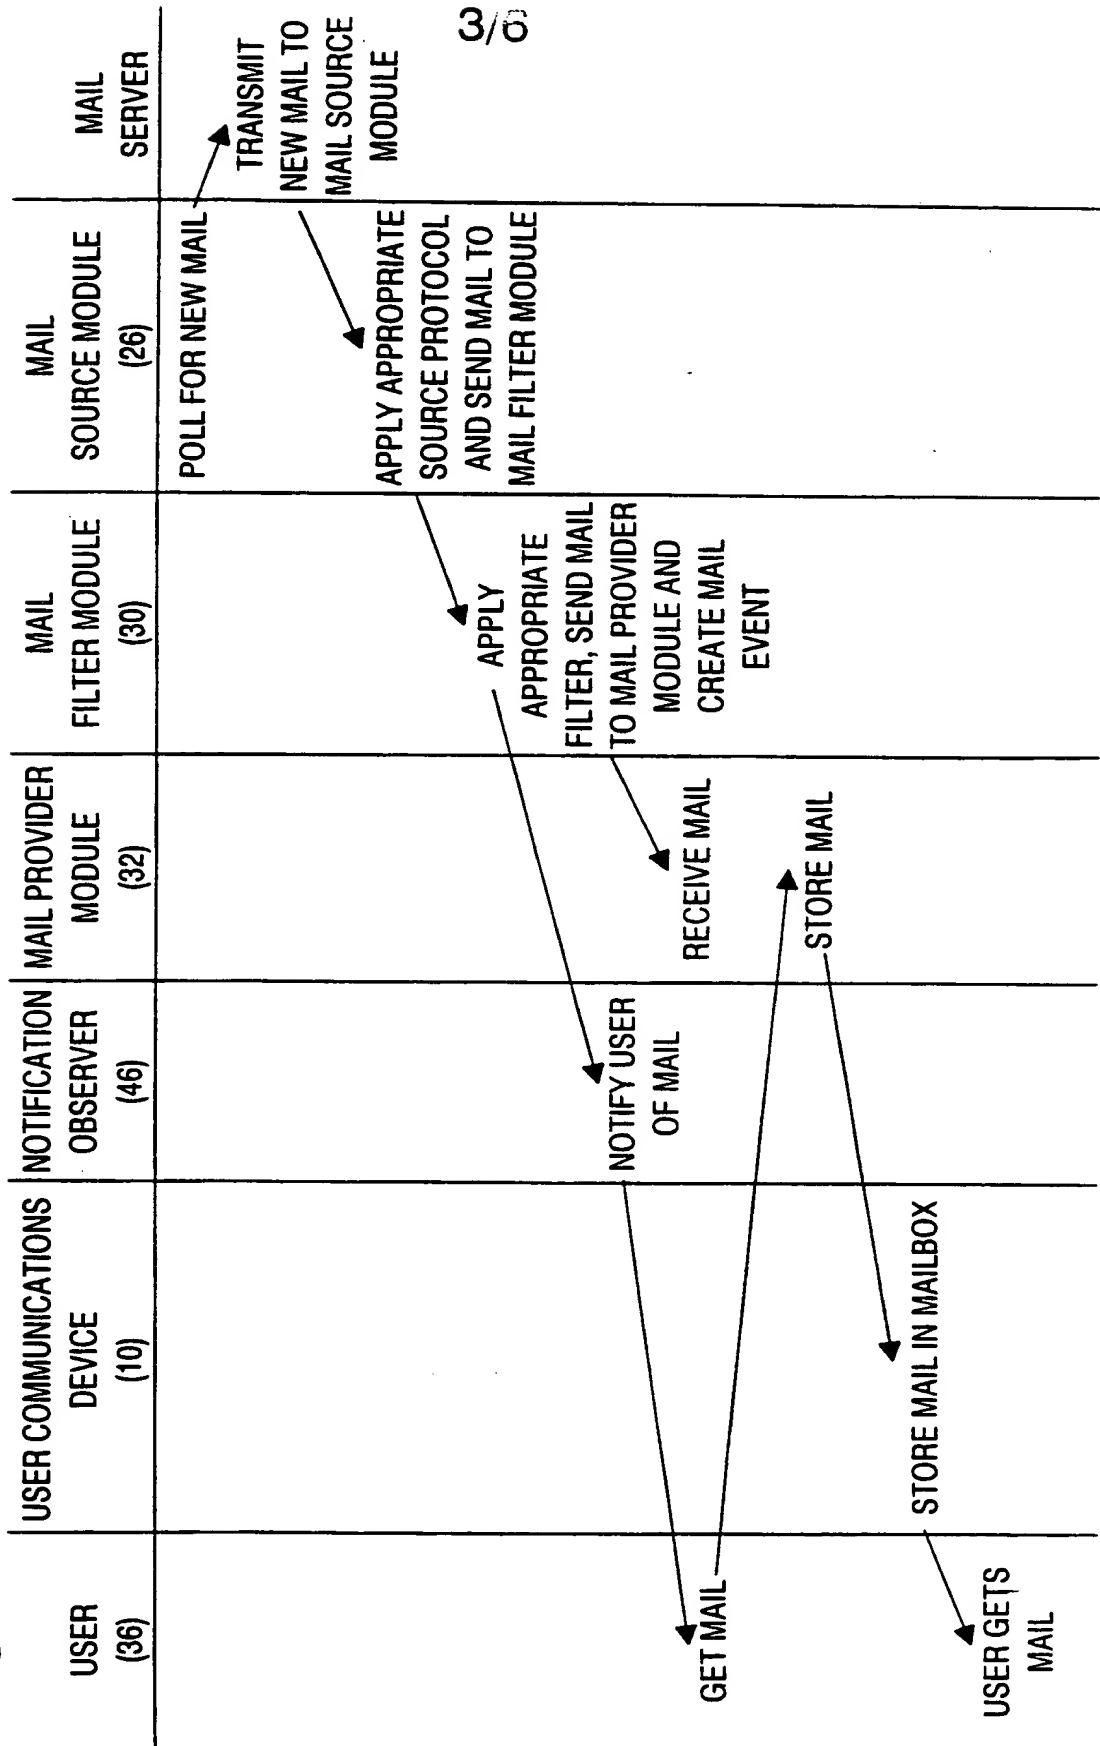 3/6
USER
(36)
USER COMMUNICATIONS
DEVICE
(10)
NOTIFICATION
OBSERVER
(46)
MAIL PROVIDER
MODULE
(32)
MAIL
FILTER MODULE
(30)
MAIL
SOURCE MODULE
(26)
MAIL
SERVER
POLL FOR NEW MAIL
TRANSMIT
NEW MAIL TO
MAIL SOURCE
MODULE
APPLY APPROPRIATE
SOURCE PROTOCOL
AND SEND MAIL TO
MAIL FILTER MODULE
APPLY
APPROPRIATE
FILTER, SEND MAIL
TO MAIL PROVIDER
MODULE AND
CREATE MAIL
EVENT
NOTIFY USER
OF MAIL
RECEIVE MAIL
GET MAIL
STORE MAIL
STORE MAIL IN MAILBOX
USER GETS
MAIL